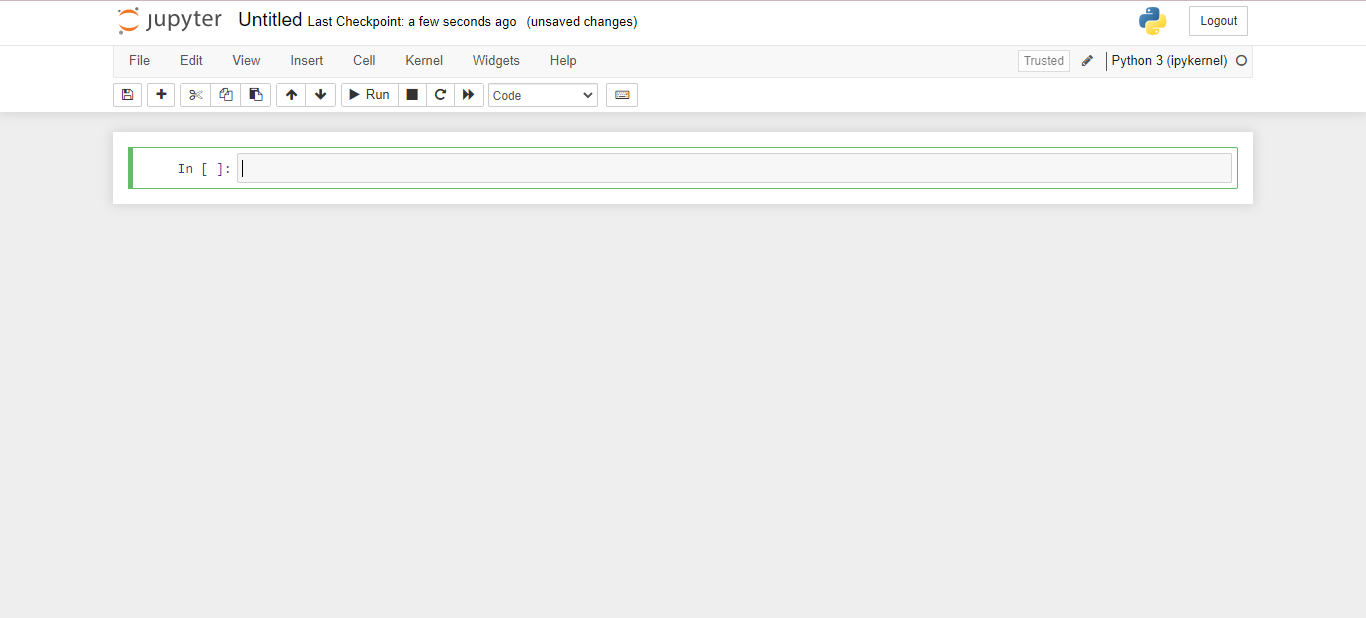 jupyter Untitled Last Checkpoint: a few seconds ago (unsaved changes) Logout
File Edit View Insert Cell Kernel Widgets Help Trusted Python 3 (ipykernel)
Run Code
In [ ]: